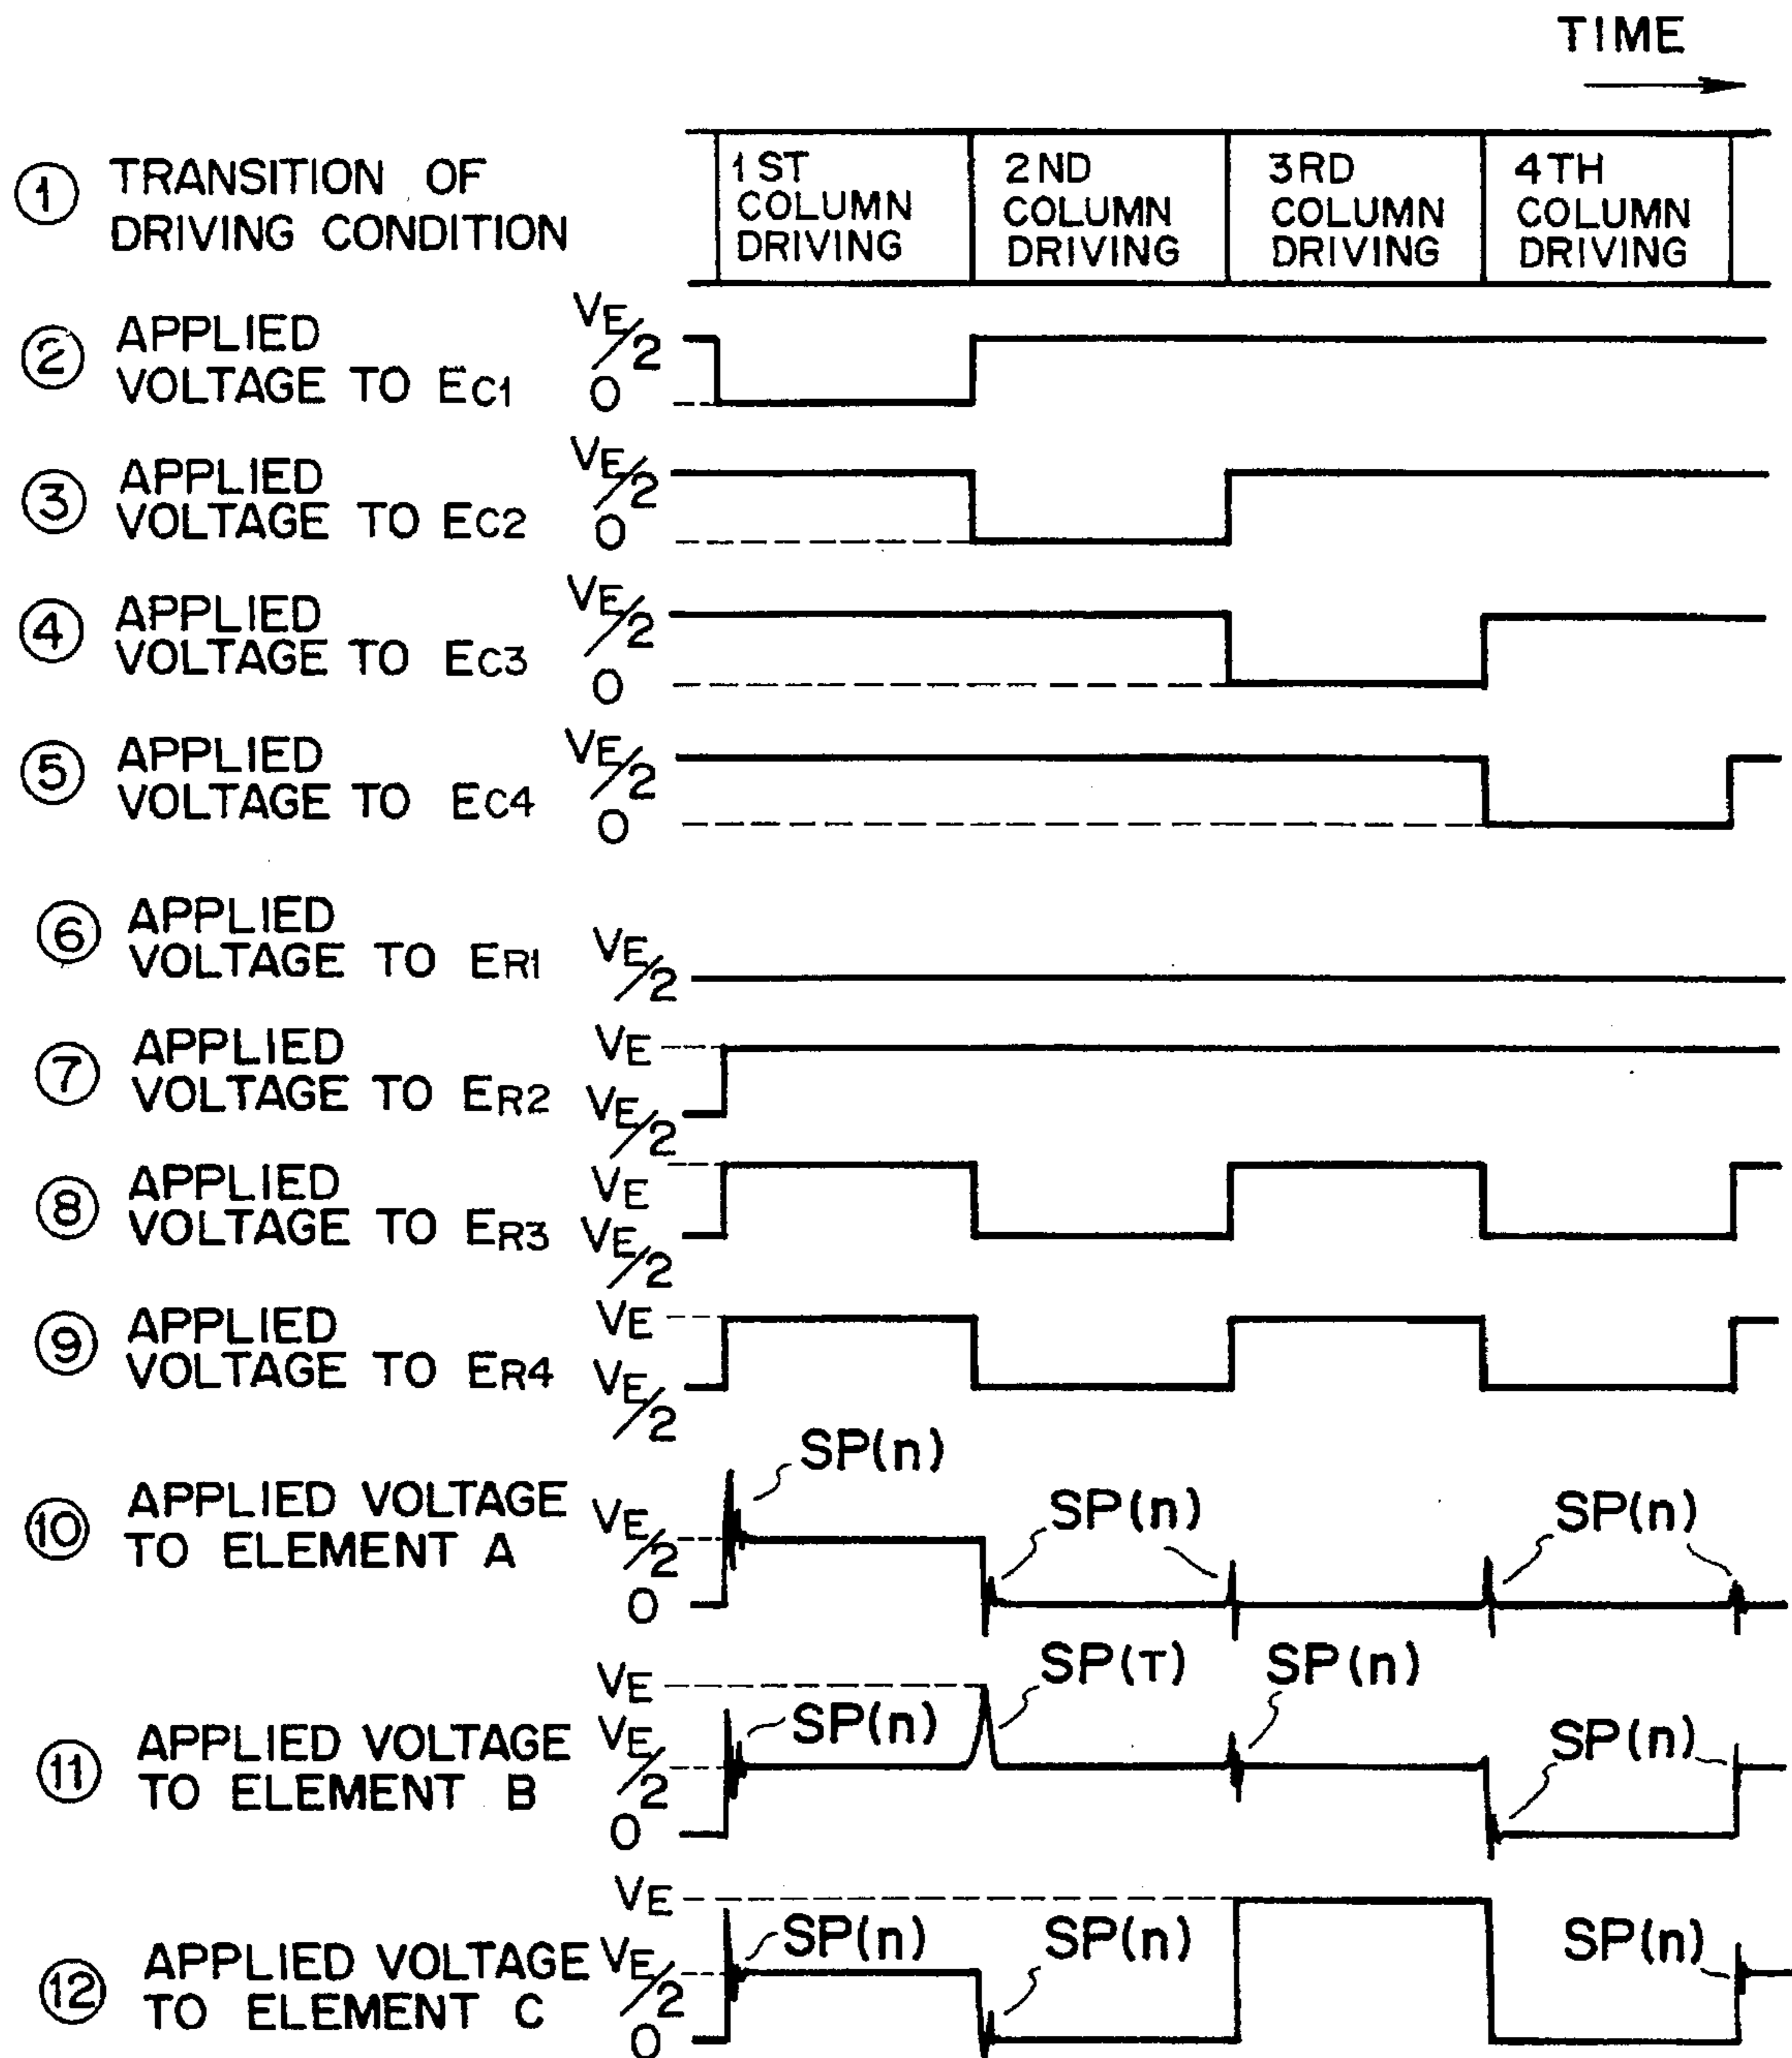 TIME
① TRANSITION OF
DRIVING CONDITION
1ST
COLUMN
DRIVING
2ND
COLUMN
DRIVING
3RD
COLUMN
DRIVING
4TH
COLUMN
DRIVING
② APPLIED
VOLTAGE TO EC1
VE/2
0
③ APPLIED
VOLTAGE TO EC2
VE/2
0
④ APPLIED
VOLTAGE TO EC3
VE/2
0
⑤ APPLIED
VOLTAGE TO EC4
VE/2
0
⑥ APPLIED
VOLTAGE TO ER1
VE/2
⑦ APPLIED
VOLTAGE TO ER2
VE
VE/2
⑧ APPLIED
VOLTAGE TO ER3
VE
VE/2
⑨ APPLIED
VOLTAGE TO ER4
VE
VE/2
⑩ APPLIED VOLTAGE
TO ELEMENT A
VE/2
0
SP(n)
SP(n)
SP(n)
⑪ APPLIED VOLTAGE
TO ELEMENT B
VE
VE/2
0
SP(n)
SP(T)
SP(n)
SP(n)
⑫ APPLIED VOLTAGE
TO ELEMENT C
VE
VE/2
0
SP(n)
SP(n)
SP(n)